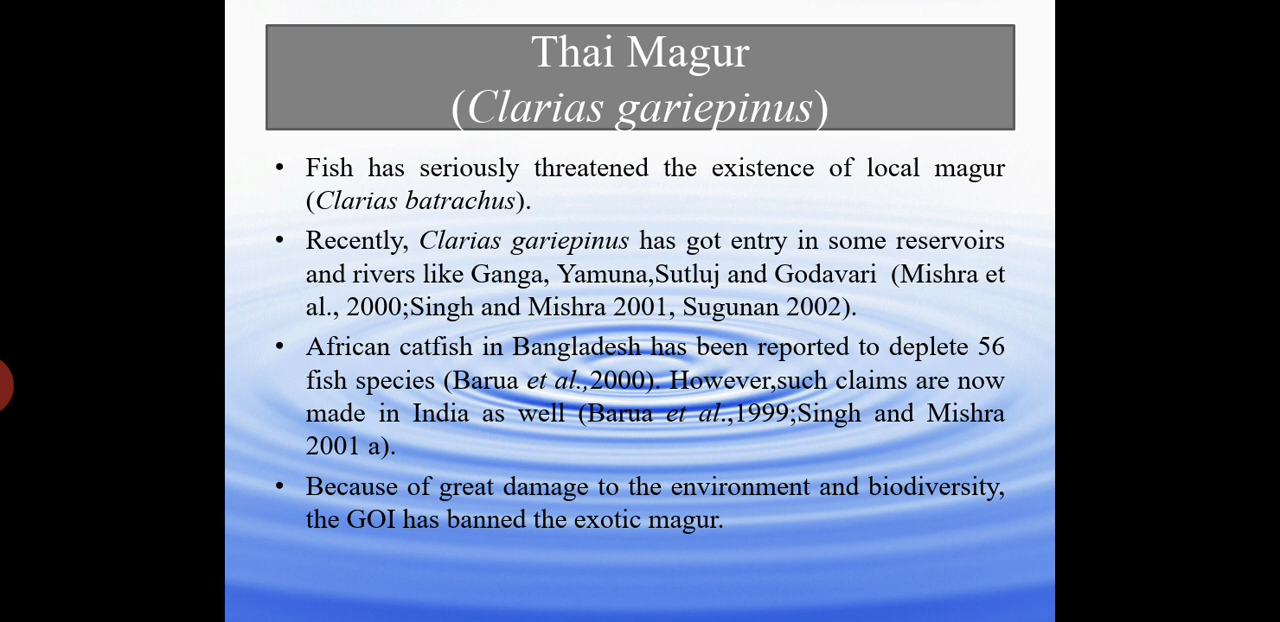 Thai Magur
(Clarias gariepinus)
• Fish has seriously threatened the existence of local magur
(Clarias batrachus).
• Recently, Clarias gariepinus has got entry in some reservoirs
and rivers like Ganga, Yamuna,Sutluj and Godavari (Mishra et
al., 2000;Singh and Mishra 2001, Sugunan 2002).
• African catfish in Bangladesh has been reported to deplete 56
fish species (Barua et al.,2000). However,such claims are now
made in India as well (Barua et al.,1999;Singh and Mishra
2001 a).
• Because of great damage to the environment and biodiversity,
the GOI has banned the exotic magur.